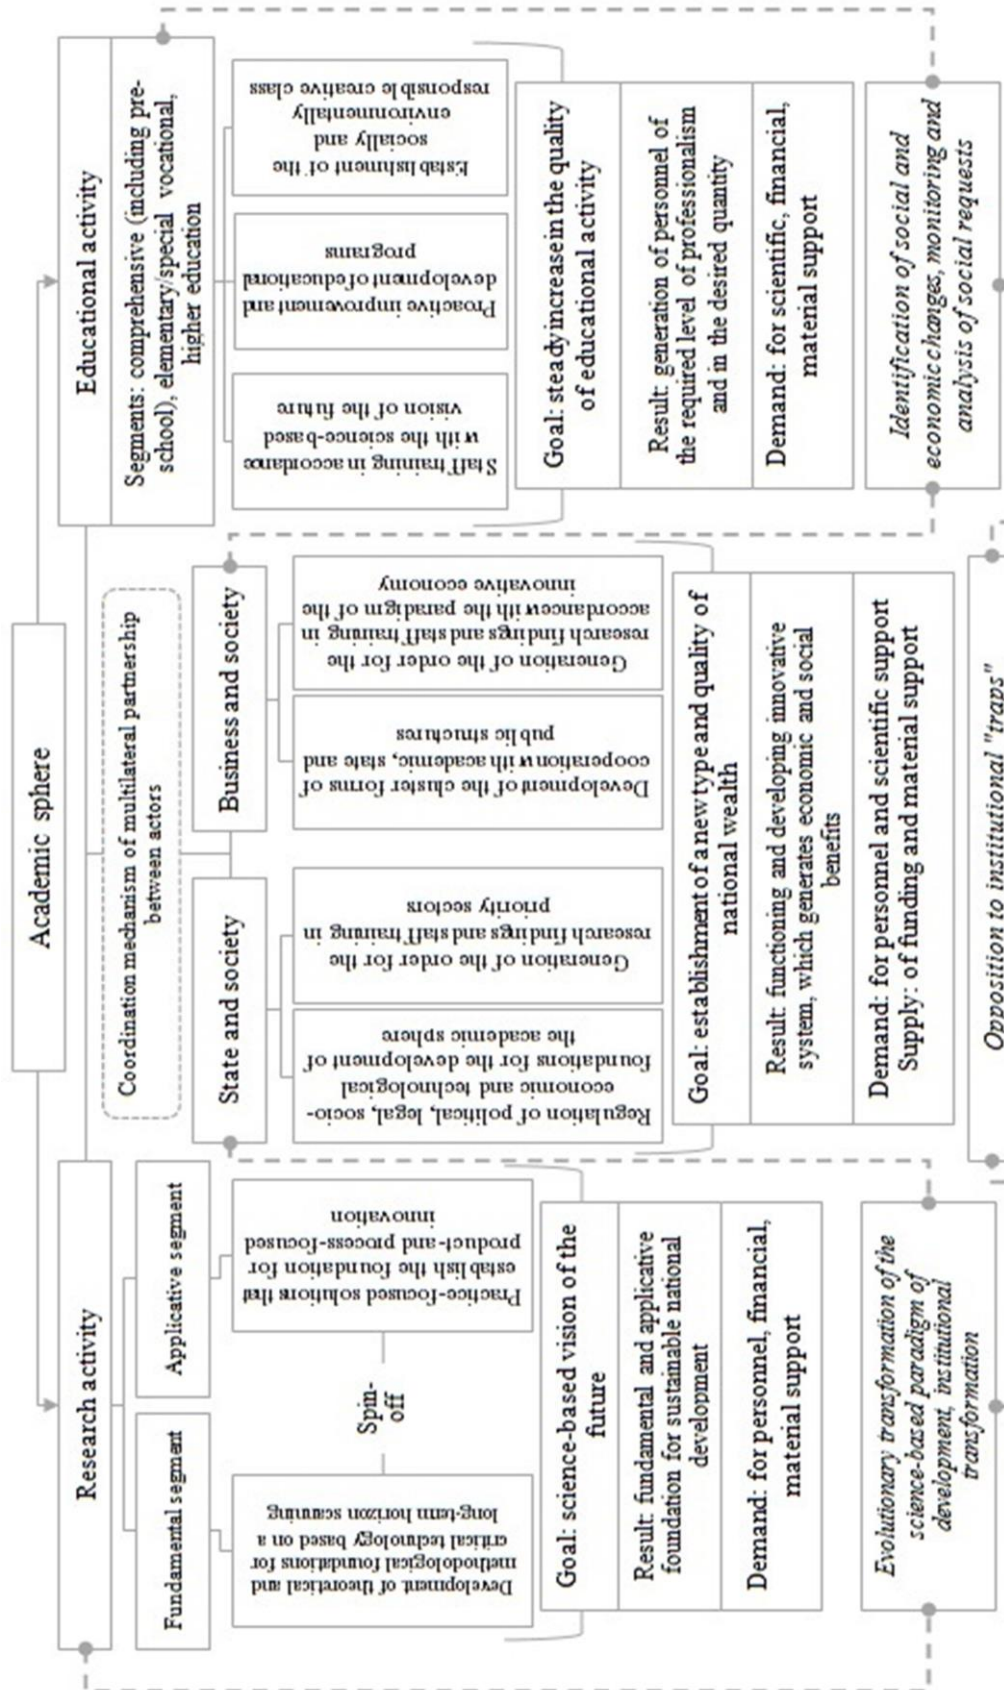 Academic sphere
Research activity
Fundamental segment
Applicative segment
Development of theoretical and
methodological foundations for
critical technology based on a
long-term horizon scanning
Spin-
off
Practice-focused solutions that
establish the foundation for
product-and process-focused
innovation
Goal: science-based vision of the
future
Result: fundamental and applicative
foundation for sustainable national
development
Demand: for personnel, financial,
material support
Evolutionary transformation of the
science-based paradigm of
development, institutional
transformation
Coordination mechanism of multilateral partnership
between actors
State and society
Business and society
Regulation of political, legal, socio-
economic and technological
foundations for the development of
the academic sphere
Generation of the order for the
research findings and staff training in
priority sectors
Development of the cluster forms of
cooperation with academic, state and
public structures
Generation of the order for the
research findings and staff training in
accordancewith the paradigm of the
innovative economy
Goal: establishment of a new type and quality of
national wealth
Result: functioning and developing innovative
system, which generates economic and social
benefits
Demand: for personnel and scientific support
Supply: of funding and material support
Opposition to institutional "trans"
Educational activity
Segments: comprehensive (including pre-
school), elementary/special vocational,
higher education
Staff training in accordance
with the science-based
vision of the future
Proactive improvement and
development of educational
programs
Establishment of the
socially and
environmentally
responsible creative class
Goal: steady increase in the quality
of educational activity
Result: generation of personnel of
the required level of professionalism
and in the desired quantity
Demand: for scientific, financial,
material support
Identification of social and
economic changes, monitoring and
analysis of social requests